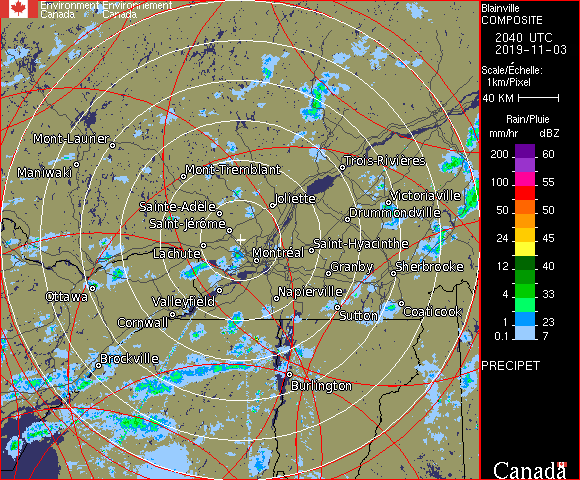 Environment Environnement
Canada Canada
Blainville
COMPOSITE
2040 UTC
2019-11-03
Scale/Échelle:
1km/Pixel
40 KM
Rain/Pluie
mm/hr dBZ
200 60
100 55
50 50
24 45
12 40
4 33
1 23
0.1 7
PRECIPET
Canada
Mont-Laurier
Maniwaki
Mont-Tremblant
Trois-Rivières
Sainte-Adèle
Joliette
Victoriaville
Saint-Jérôme
Drummondville
Lachute
Montréal
Saint-Hyacinthe
Granby
Sherbrooke
Ottawa
Valleyfield
Napierville
Cornwall
Sutton
Coaticook
Brockville
Burlington